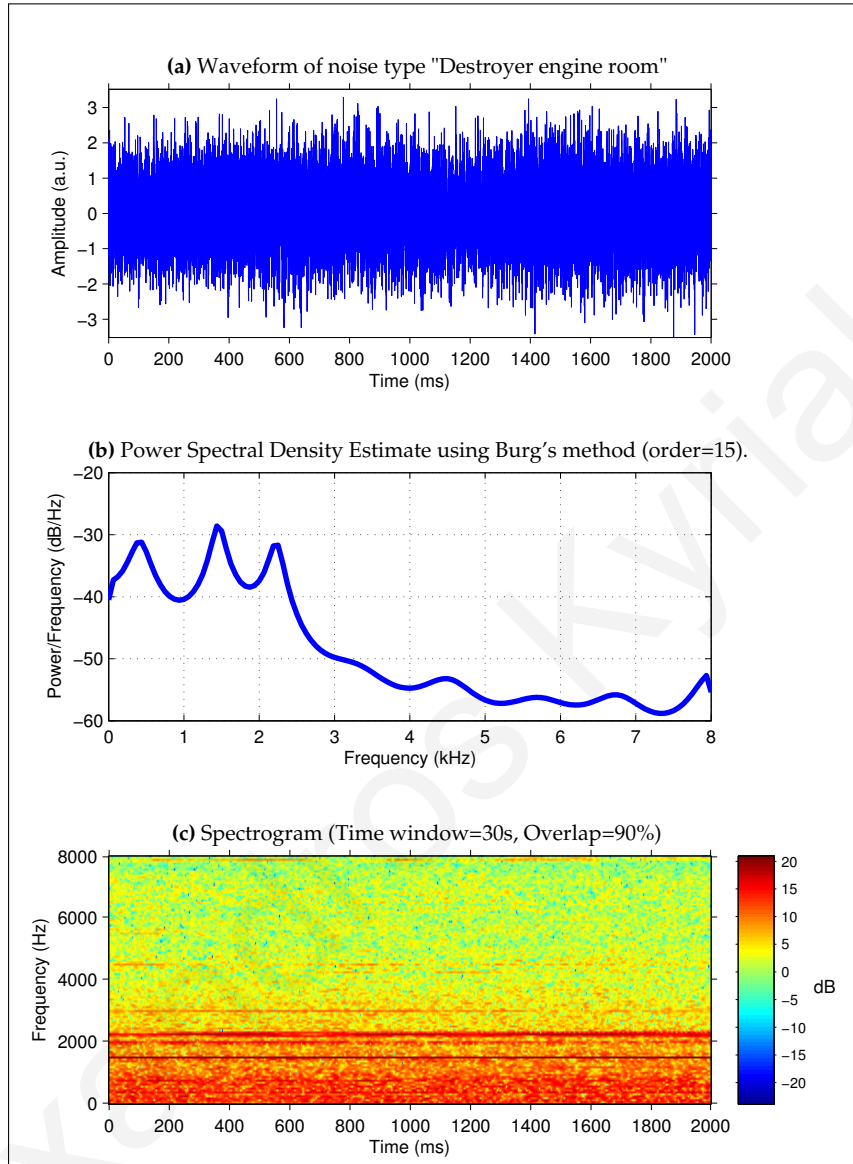 (a) Waveform of noise type "Destroyer engine room"
3
2
1
0
−1
−2
−3
Amplitude (a.u.)
0 200 400 600 800 1000 1200 1400 1600 1800 2000
Time (ms)
(b) Power Spectral Density Estimate using Burg's method (order=15).
−20
−30
−40
−50
−60
Power/Frequency (dB/Hz)
0 1 2 3 4 5 6 7 8
Frequency (kHz)
(c) Spectrogram (Time window=30s, Overlap=90%)
8000
6000
4000
2000
0
Frequency (Hz)
0 200 400 600 800 1000 1200 1400 1600 1800 2000
Time (ms)
20
15
10
5
0
−5
−10
−15
−20
dB